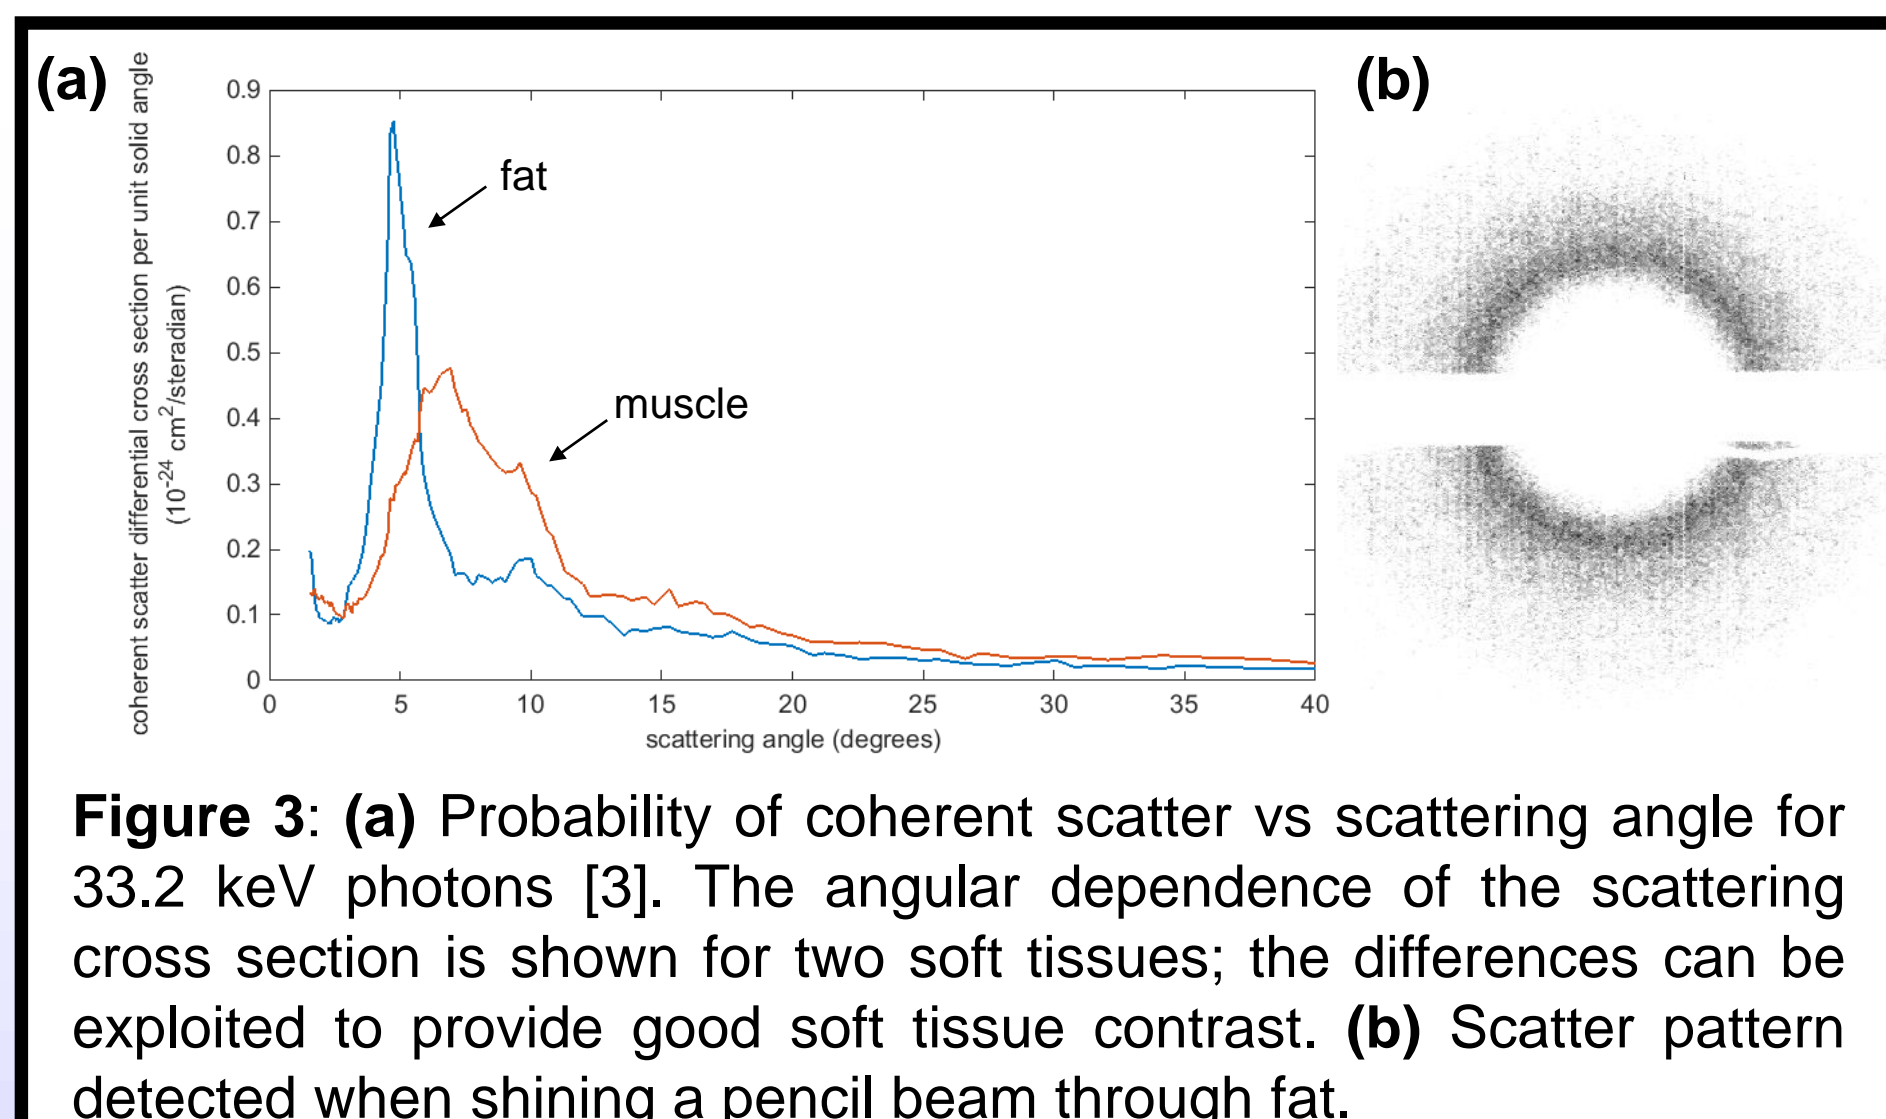 (a)
(b)
coherent scatter differential cross section per unit solid angle
(10⁻²⁴ cm²/steradian)
0.9
0.8
0.7
0.6
0.5
0.4
0.3
0.2
0.1
0
fat
muscle
0 5 10 15 20 25 30 35 40
scattering angle (degrees)
Figure 3: (a) Probability of coherent scatter vs scattering angle for
33.2 keV photons [3]. The angular dependence of the scattering
cross section is shown for two soft tissues; the differences can be
exploited to provide good soft tissue contrast. (b) Scatter pattern
detected when shining a pencil beam through fat.